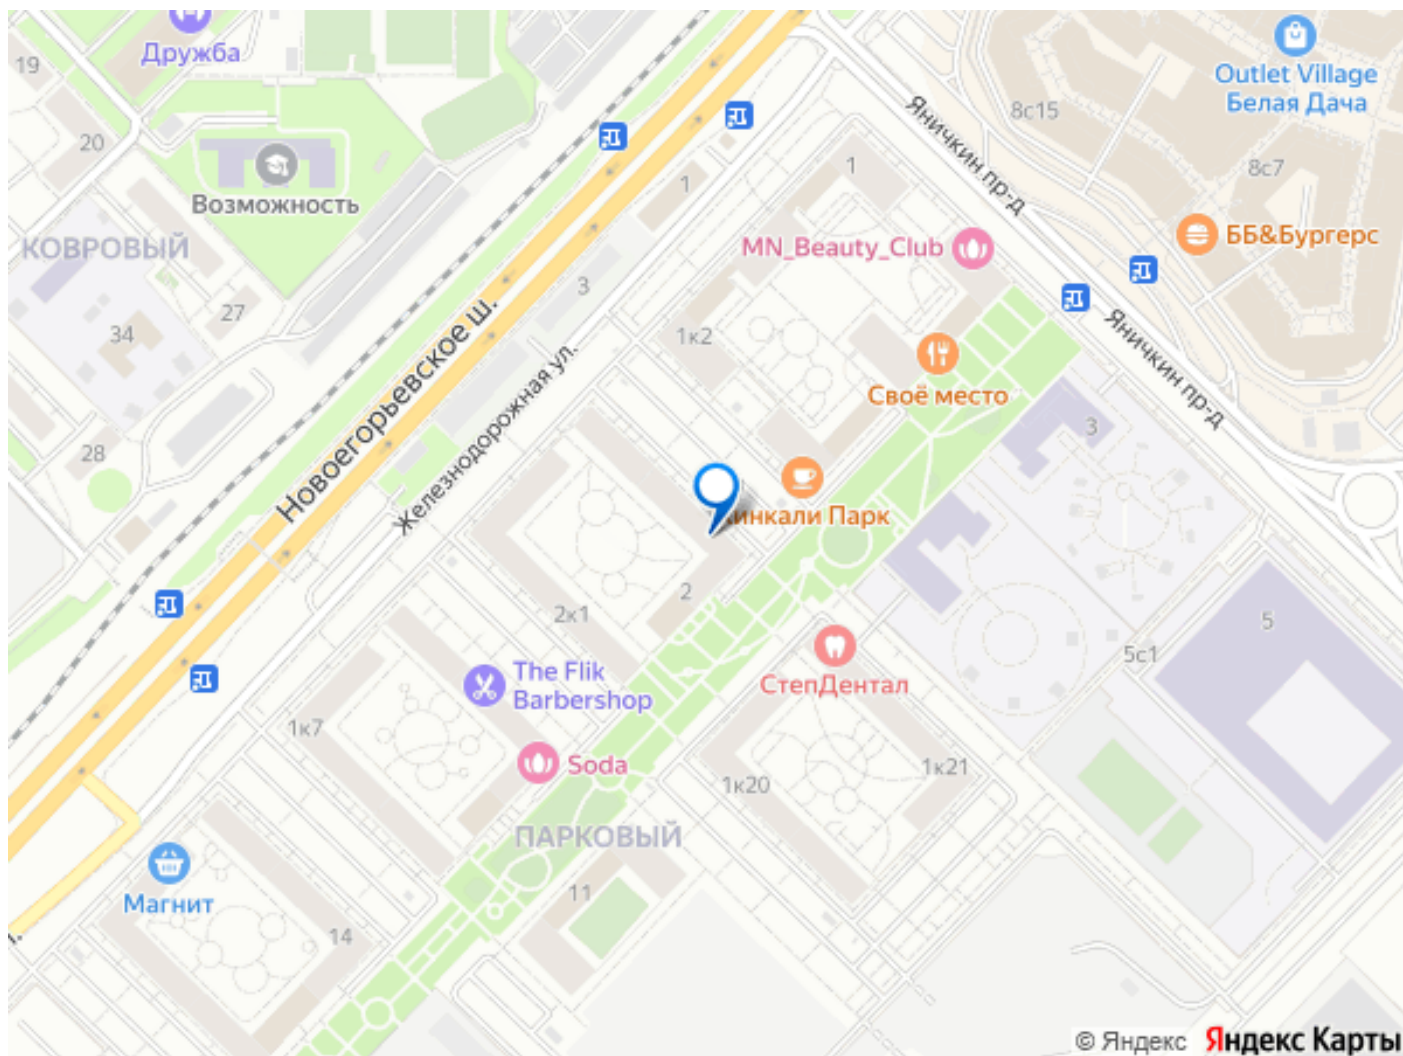 Дружба
19
20
Возможность
КОВРОВЫЙ
27
34
28
Outlet Village
Белая Дача
8с15
8с7
Яничкин пр-д
ББ&Бургерс
1
1
MN_Beauty_Club
3
1к2
Своё место
Яничкин пр-д
3
Новоегорьевское ш.
Железнодорожная ул.
инкали Парк
2
2к1
5
5с1
СтепДентал
The Flik
Barbershop
1к7
Soda
1к20
1к21
ПАРКОВЫЙ
11
Магнит
14
© Яндекс Яндекс Карты